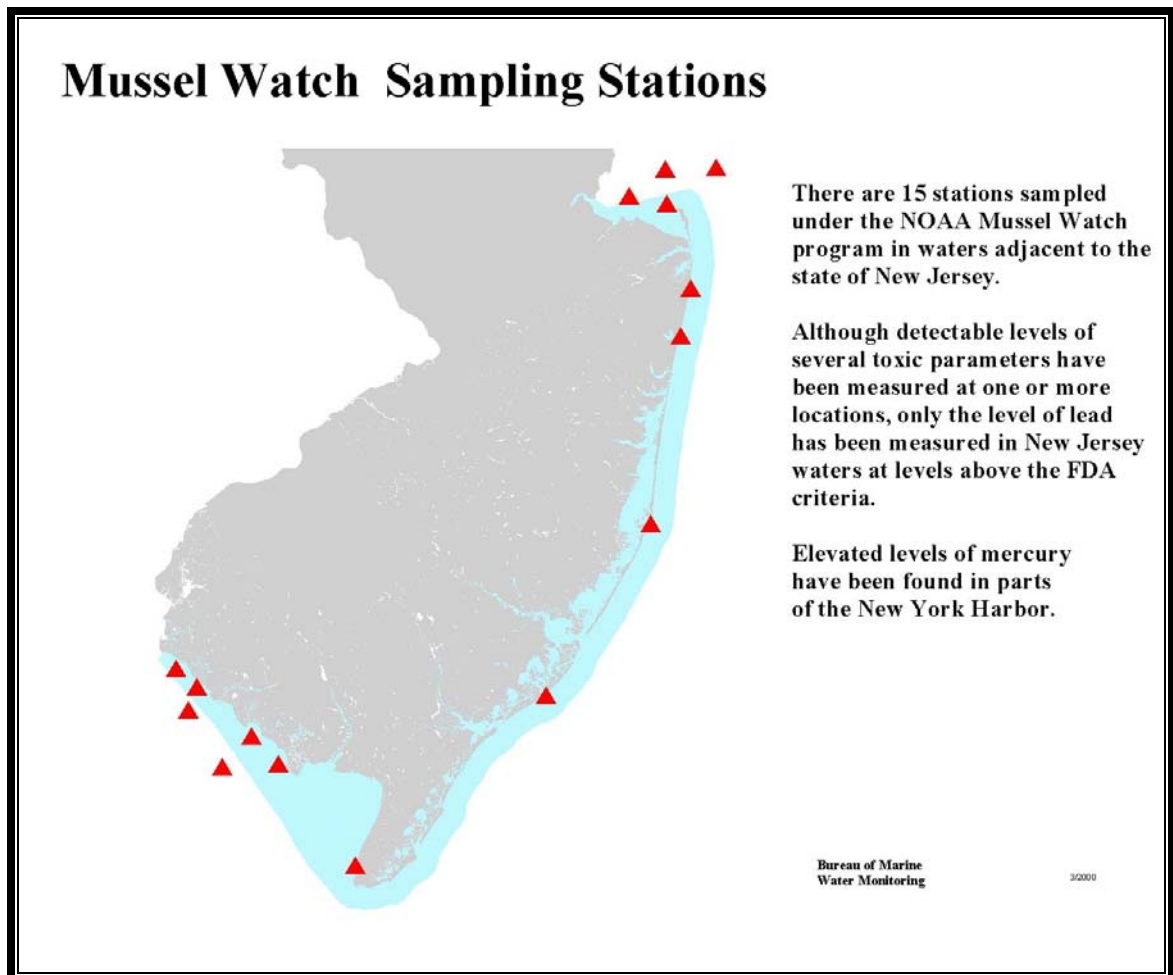 Mussel Watch  Sampling Stations
There are 15 stations sampled
under the NOAA Mussel Watch
program in waters adjacent to the
state of New Jersey.
Although detectable levels of
several toxic parameters have
been measured at one or more
locations, only the level of lead
has been measured in New Jersey
waters at levels above the FDA
criteria.
Elevated levels of mercury
have been found in parts
of the New York Harbor.
Bureau of Marine
Water Monitoring
3/2000